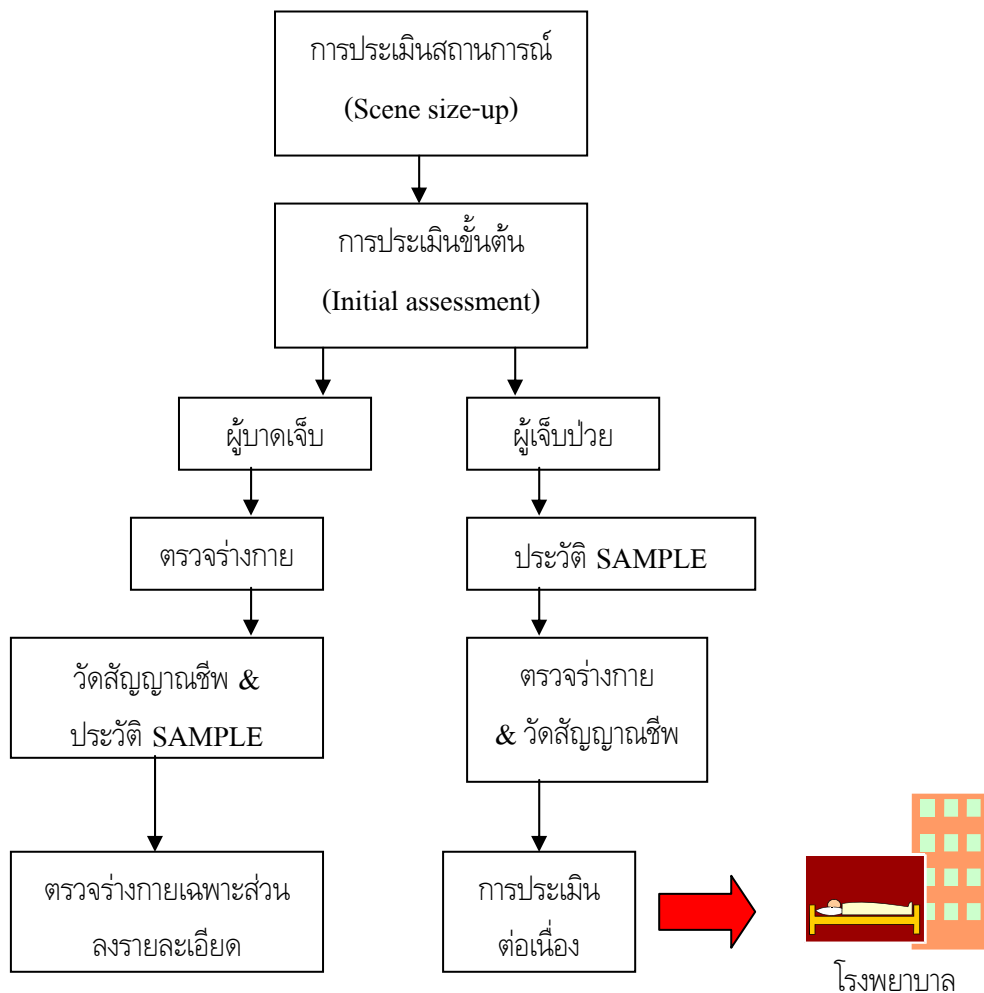 การประเมินสถานการณ์
(Scene size-up)
การประเมินขั้นต้น
(Initial assessment)
ผู้บาดเจ็บ
ผู้เจ็บป่วย
ตรวจร่างกาย
ประวัติ SAMPLE
วัดสัญญาณชีพ &
ประวัติ SAMPLE
ตรวจร่างกาย
& วัดสัญญาณชีพ
ตรวจร่างกายเฉพาะส่วน
ลงรายละเอียด
การประเมิน
ต่อเนื่อง
โรงพยาบาล